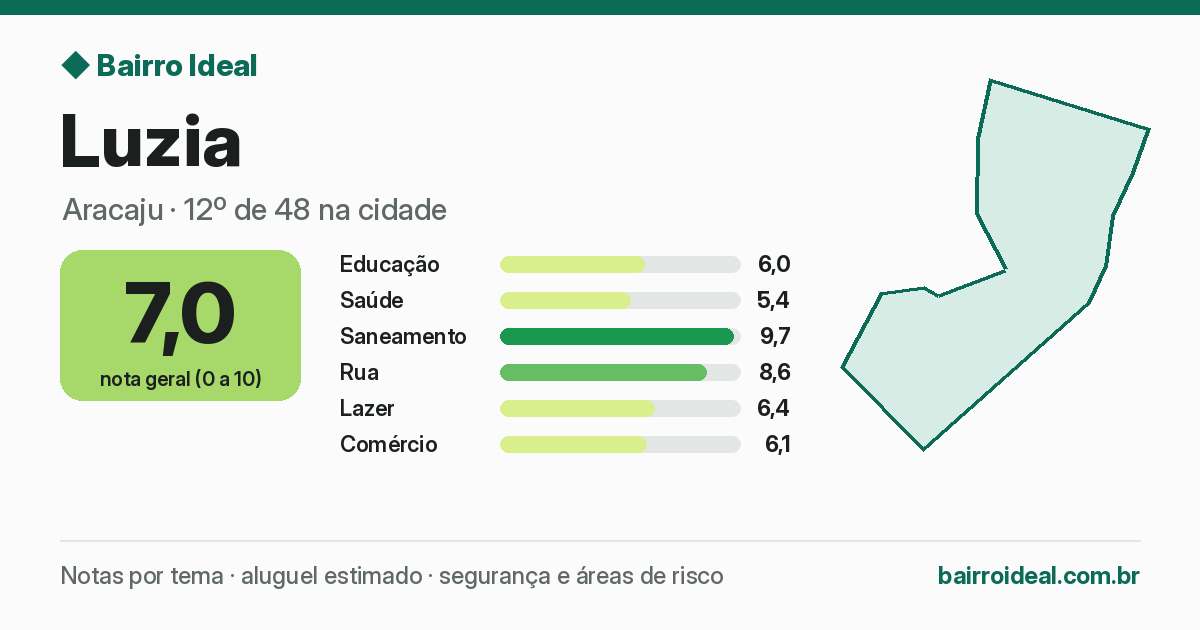 Bairro Ideal
Luzia
Aracaju · 12º de 48 na cidade
7,0
nota geral (0 a 10)
Educação 6,0
Saúde 5,4
Saneamento 9,7
Rua 8,6
Lazer 6,4
Comércio 6,1
Notas por tema · aluguel estimado · segurança e áreas de risco
bairroideal.com.br